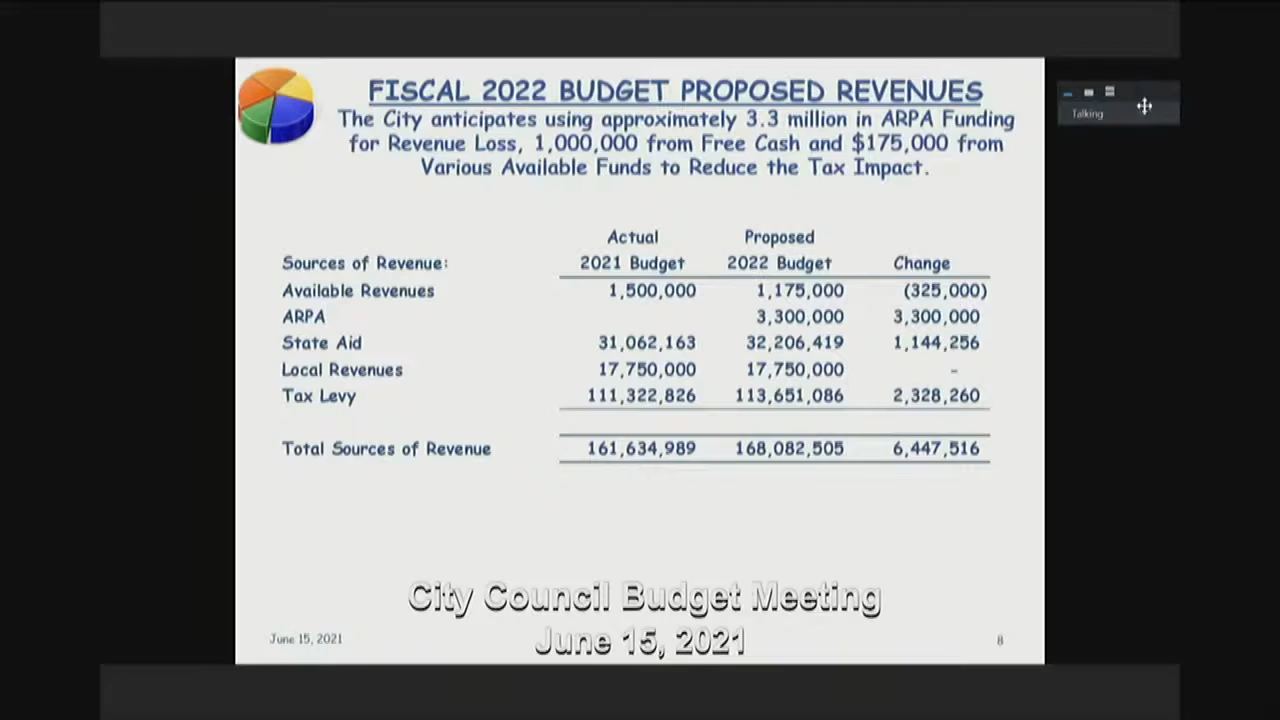 FISCAL 2022 BUDGET PROPOSED REVENUES
The City anticipates using approximately 3.3 million in ARPA Funding
for Revenue Loss, 1,000,000 from Free Cash and $175,000 from
Various Available Funds to Reduce the Tax Impact.
Talking
Actual Proposed
Sources of Revenue: 2021 Budget 2022 Budget Change
Available Revenues 1,500,000 1,175,000 (325,000)
ARPA 3,300,000 3,300,000
State Aid 31,062,163 32,206,419 1,144,256
Local Revenues 17,750,000 17,750,000 -
Tax Levy 111,322,826 113,651,086 2,328,260
Total Sources of Revenue 161,634,989 168,082,505 6,447,516
City Council Budget Meeting
June 15, 2021
June 15, 2021 8